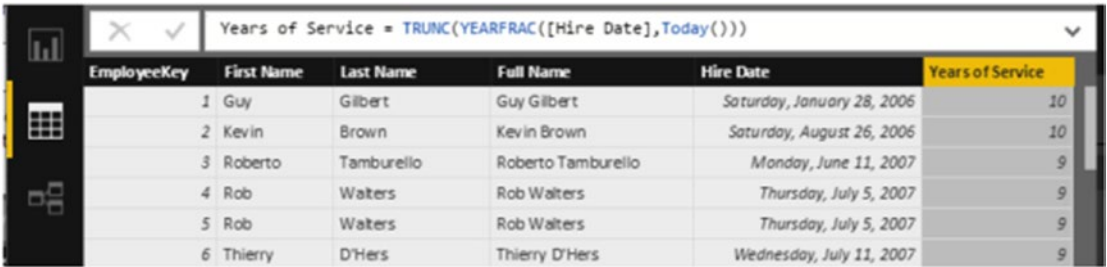 Years of Service = TRUNC(YEARFRAC([Hire Date],Today()))
EmployeeKey First Name Last Name Full Name Hire Date Years of Service
1 Guy Gilbert Guy Gilbert Saturday, January 28, 2006 10
2 Kevin Brown Kevin Brown Saturday, August 26, 2006 10
3 Roberto Tamburello Roberto Tamburello Monday, June 11, 2007 9
4 Rob Walters Rob Walters Thursday, July 5, 2007 9
5 Rob Walters Rob Walters Thursday, July 5, 2007 9
6 Thierry D'Hers Thierry D'Hers Wednesday, July 11, 2007 9